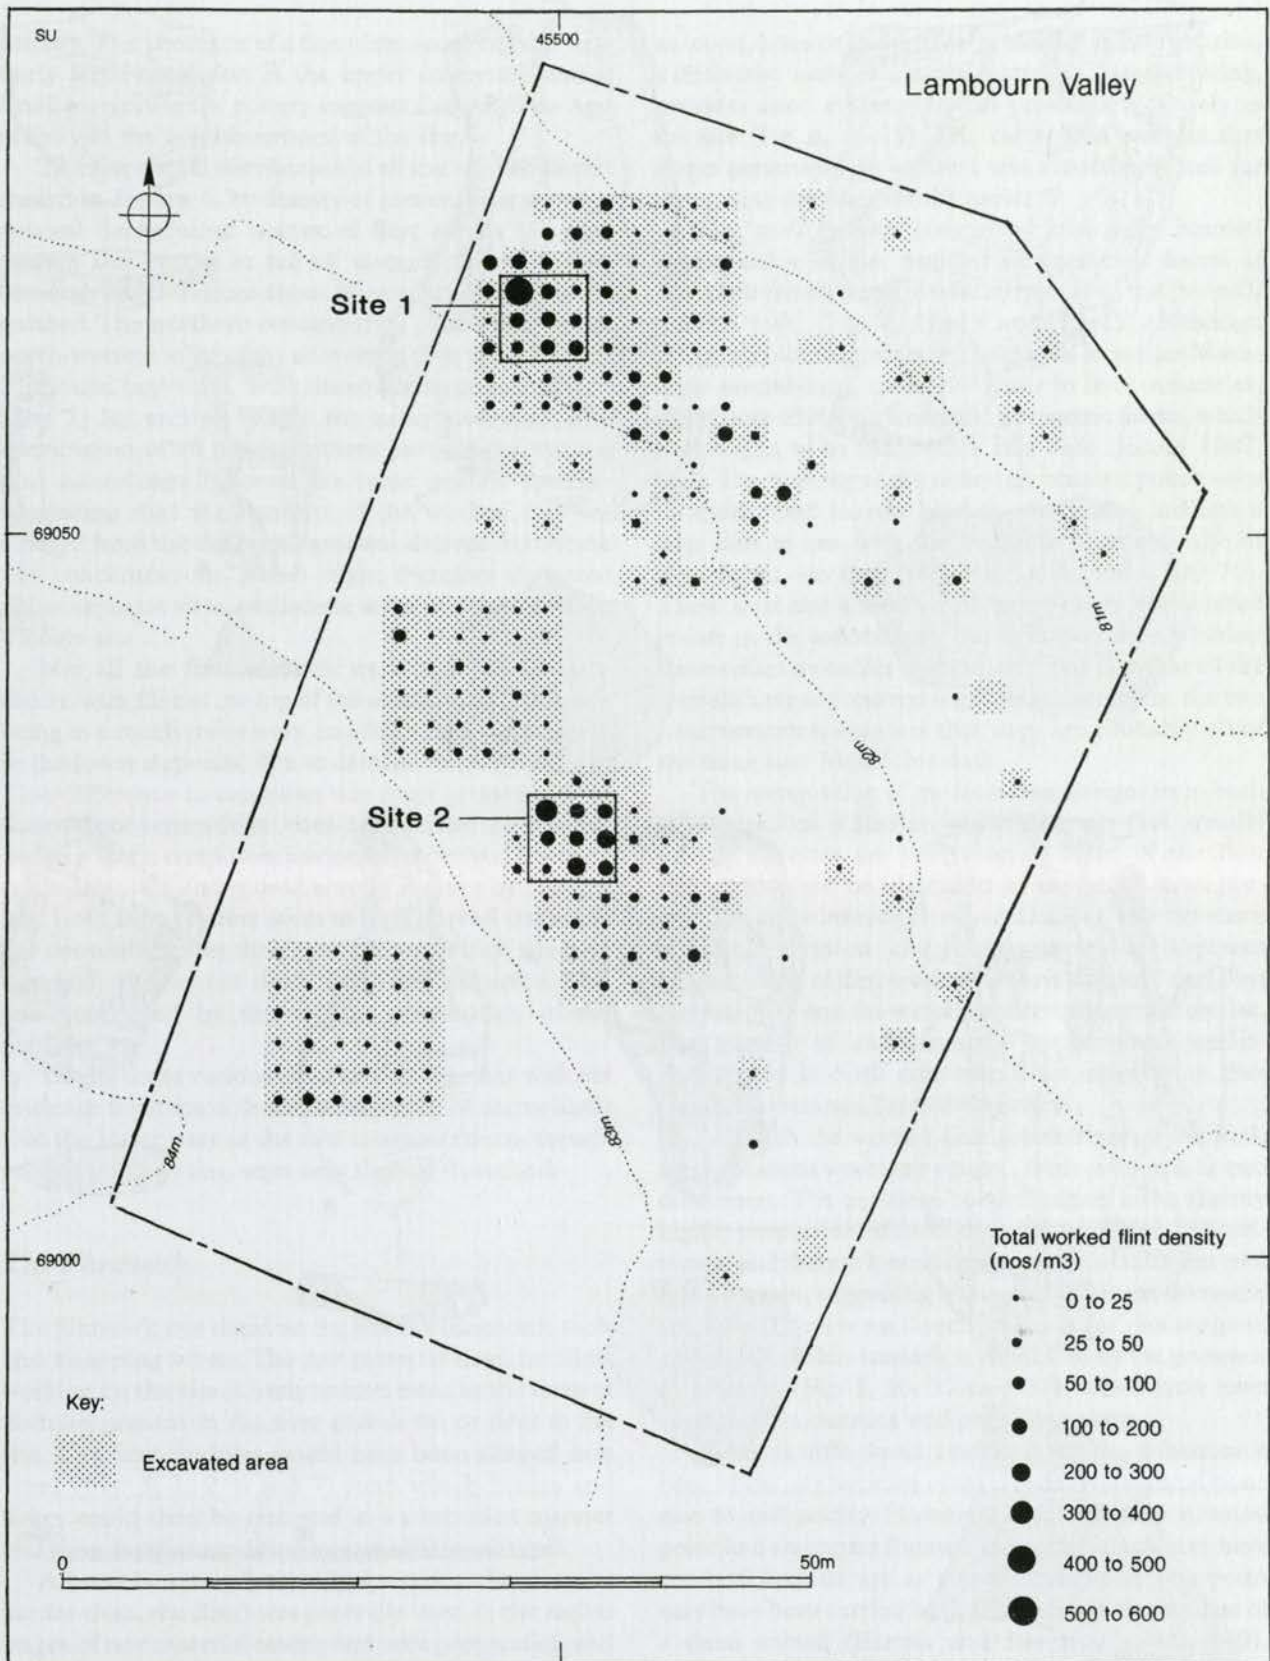 SU
45500
Lambourn Valley
Site 1
69050
81m
82m
Site 2
83m
84m
69000
Total worked flint density
(nos/m3)
0 to 25
25 to 50
50 to 100
100 to 200
200 to 300
300 to 400
400 to 500
500 to 600
Key:
Excavated area
0
50m